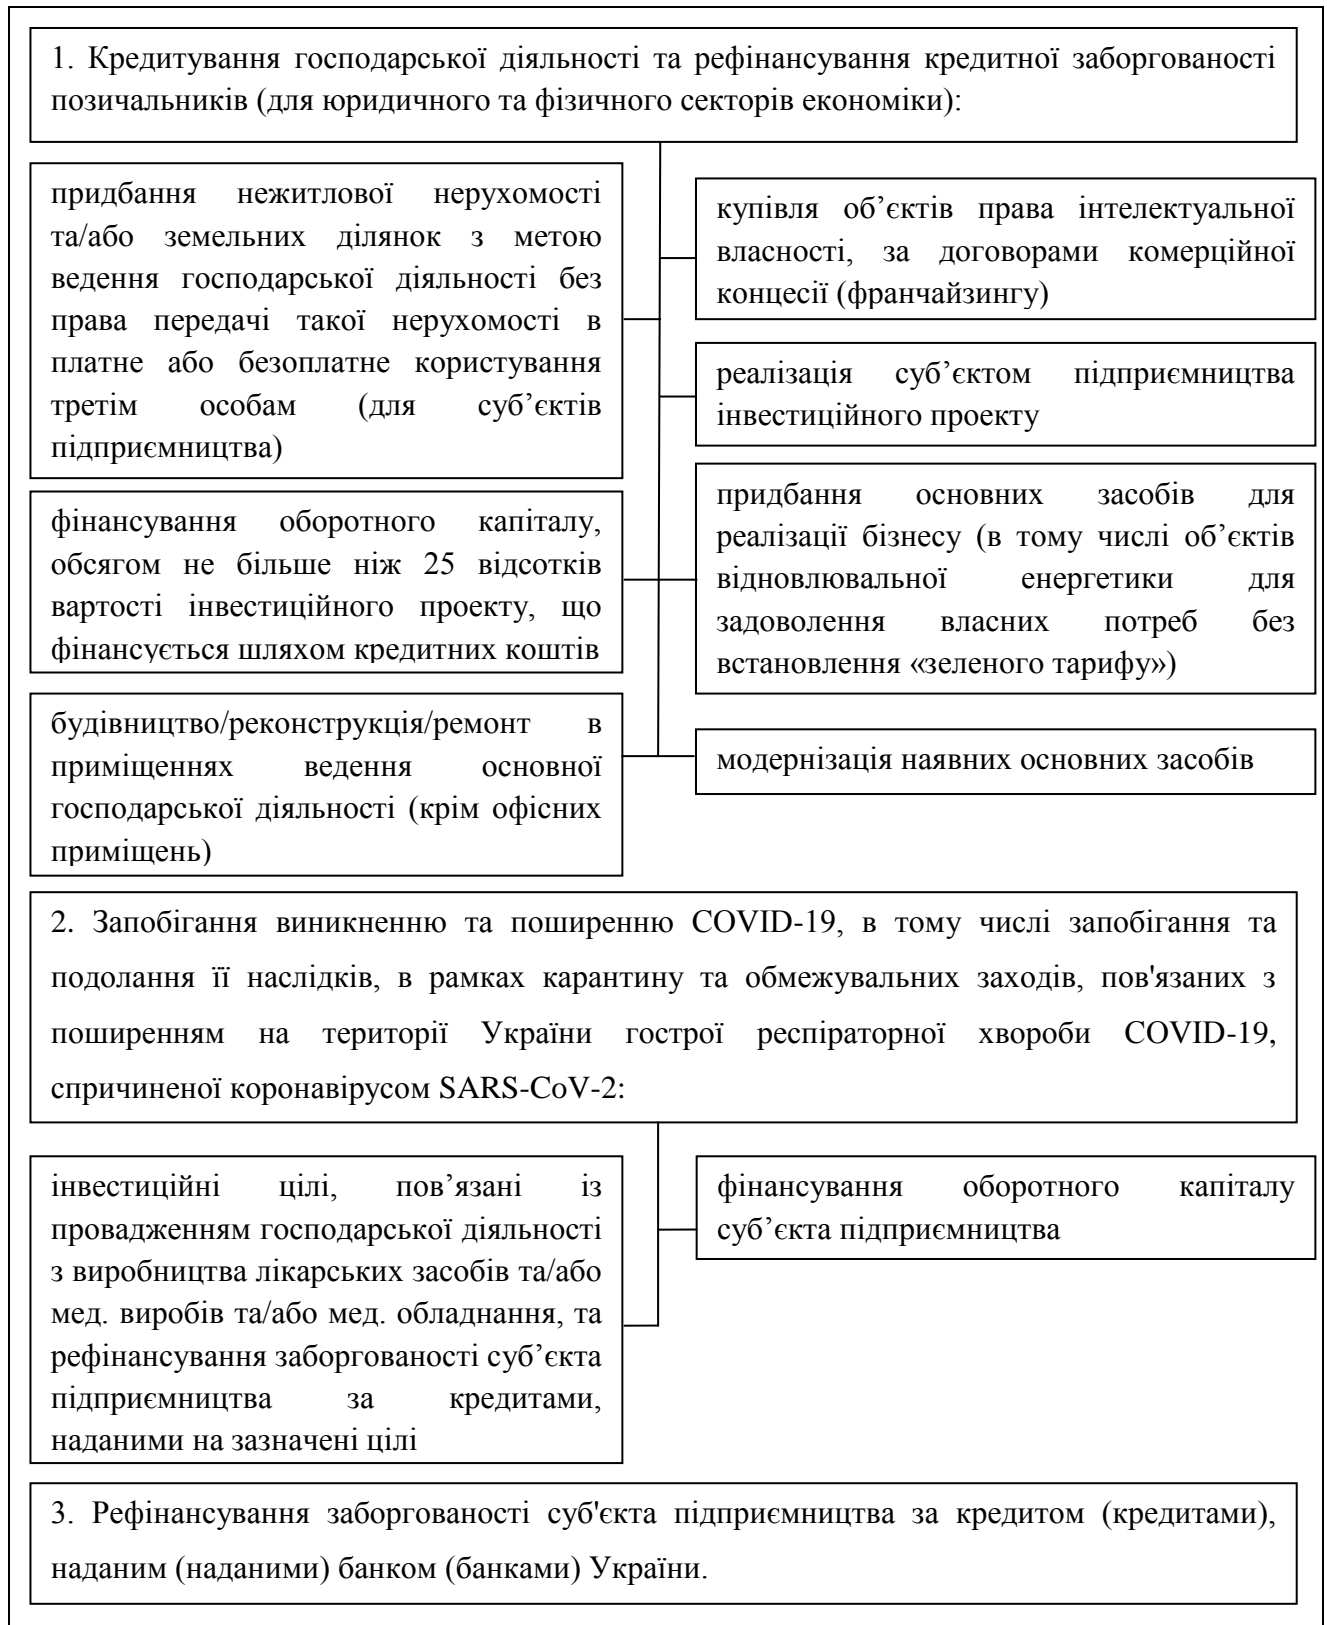 1. Кредитування господарської діяльності та рефінансування кредитної заборгованості
позичальників (для юридичного та фізичного секторів економіки):
придбання нежитлової нерухомості
та/або земельних ділянок з метою
ведення господарської діяльності без
права передачі такої нерухомості в
платне або безоплатне користування
третім особам (для суб’єктів
підприємництва)
купівля об’єктів права інтелектуальної
власності, за договорами комерційної
концесії (франчайзингу)
реалізація суб’єктом підприємництва
інвестиційного проекту
фінансування оборотного капіталу,
обсягом не більше ніж 25 відсотків
вартості інвестиційного проекту, що
фінансується шляхом кредитних коштів
придбання основних засобів для
реалізації бізнесу (в тому числі об’єктів
відновлювальної енергетики для
задоволення власних потреб без
встановлення «зеленого тарифу»)
будівництво/реконструкція/ремонт в
приміщеннях ведення основної
господарської діяльності (крім офісних
приміщень)
модернізація наявних основних засобів
2. Запобігання виникненню та поширенню COVID-19, в тому числі запобігання та
подолання її наслідків, в рамках карантину та обмежувальних заходів, пов'язаних з
поширенням на території України гострої респіраторної хвороби COVID-19,
спричиненої коронавірусом SARS-CoV-2:
інвестиційні цілі, пов’язані із
провадженням господарської діяльності
з виробництва лікарських засобів та/або
мед. виробів та/або мед. обладнання, та
рефінансування заборгованості суб’єкта
підприємництва за кредитами,
наданими на зазначені цілі
фінансування оборотного капіталу
суб’єкта підприємництва
3. Рефінансування заборгованості суб'єкта підприємництва за кредитом (кредитами),
наданим (наданими) банком (банками) України.